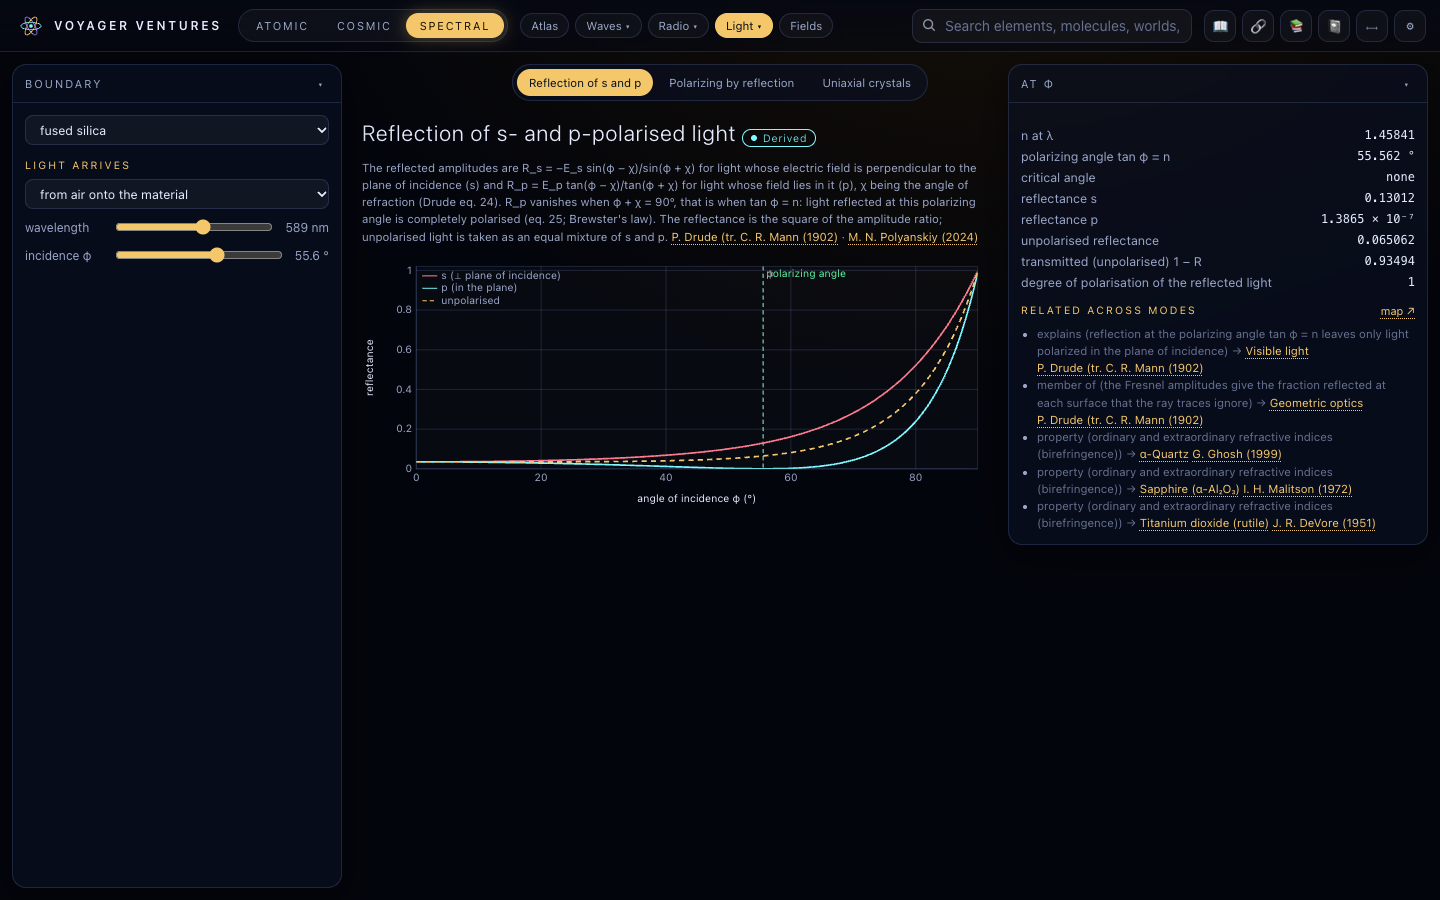 VOYAGER VENTURES
ATOMIC COSMIC SPECTRAL
Atlas Waves ▾ Radio ▾ Light ▾ Fields
Search elements, molecules, worlds,
BOUNDARY
fused silica
LIGHT ARRIVES
from air onto the material
wavelength 589 nm
incidence ϕ 55.6 °
Reflection of s and p Polarizing by reflection Uniaxial crystals
Reflection of s- and p-polarised light Derived
The reflected amplitudes are R_s = −E_s sin(ϕ − χ)/sin(ϕ + χ) for light whose electric field is perpendicular to the
plane of incidence (s) and R_p = E_p tan(ϕ − χ)/tan(ϕ + χ) for light whose field lies in it (p), χ being the angle of
refraction (Drude eq. 24). R_p vanishes when ϕ + χ = 90°, that is when tan ϕ = n: light reflected at this polarizing
angle is completely polarised (eq. 25; Brewster's law). The reflectance is the square of the amplitude ratio;
unpolarised light is taken as an equal mixture of s and p. P. Drude (tr. C. R. Mann (1902) · M. N. Polyanskiy (2024)
s (⊥ plane of incidence)
p (in the plane)
unpolarised
polarizing angle
1
0.8
0.6
0.4
0.2
0
reflectance
0 20 40 60 80
angle of incidence ϕ (°)
AT Φ
n at λ 1.45841
polarizing angle tan ϕ = n 55.562 °
critical angle none
reflectance s 0.13012
reflectance p 1.3865 × 10⁻⁷
unpolarised reflectance 0.065062
transmitted (unpolarised) 1 − R 0.93494
degree of polarisation of the reflected light 1
RELATED ACROSS MODES map ↗
explains (reflection at the polarizing angle tan ϕ = n leaves only light
polarized in the plane of incidence) → Visible light
P. Drude (tr. C. R. Mann (1902)
member of (the Fresnel amplitudes give the fraction reflected at
each surface that the ray traces ignore) → Geometric optics
P. Drude (tr. C. R. Mann (1902)
property (ordinary and extraordinary refractive indices
(birefringence)) → α-Quartz G. Ghosh (1999)
property (ordinary and extraordinary refractive indices
(birefringence)) → Sapphire (α-Al₂O₃) I. H. Malitson (1972)
property (ordinary and extraordinary refractive indices
(birefringence)) → Titanium dioxide (rutile) J. R. DeVore (1951)